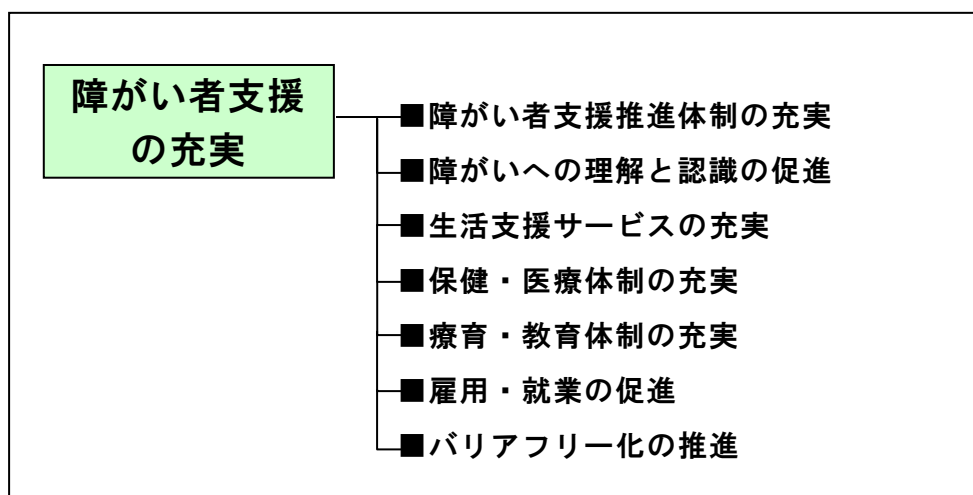 障がい者支援
の充実
■障がい者支援推進体制の充実
■障がいへの理解と認識の促進
■生活支援サービスの充実
■保健・医療体制の充実
■療育・教育体制の充実
■雇用・就業の促進
■バリアフリー化の推進